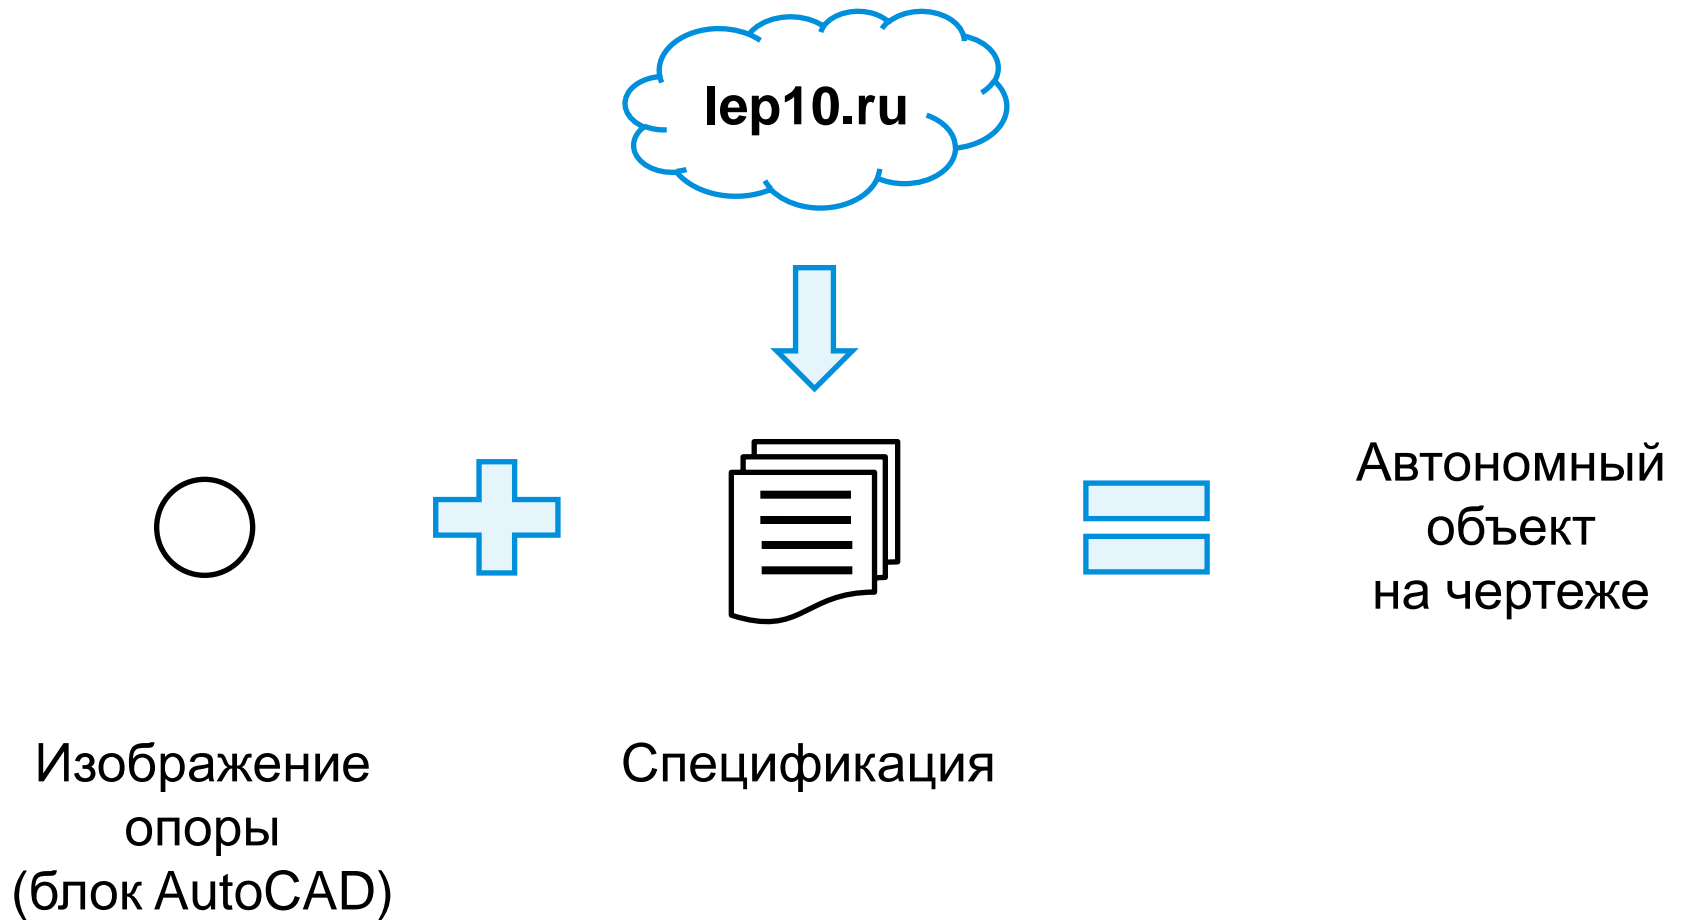 lep10.ru
Автономный
объект
на чертеже
Изображение
опоры
(блок AutoCAD)
Спецификация